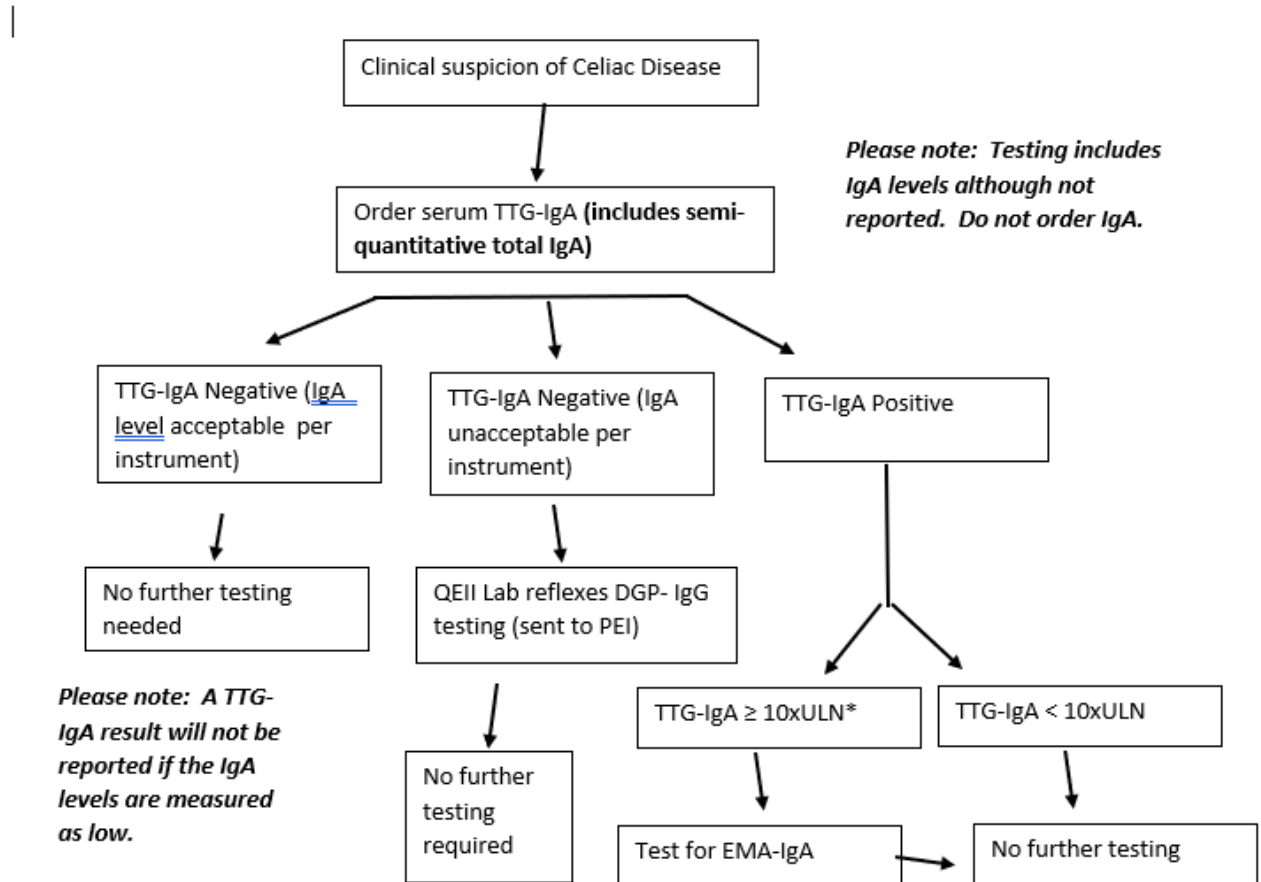 Clinical suspicion of Celiac Disease
Please note:  Testing includes
IgA levels although not
reported.  Do not order IgA.
Order serum TTG-IgA (includes semi-
quantitative total IgA)
TTG-IgA Negative (IgA
level acceptable  per
instrument)
TTG-IgA Negative (IgA
unacceptable per
instrument)
TTG-IgA Positive
No further testing
needed
QEII Lab reflexes DGP- IgG
testing (sent to PEI)
Please note:  A TTG-
IgA result will not be
reported if the IgA
levels are measured
as low.
TTG-IgA ≥ 10xULN*
TTG-IgA < 10xULN
No further
testing
required
Test for EMA-IgA
No further testing